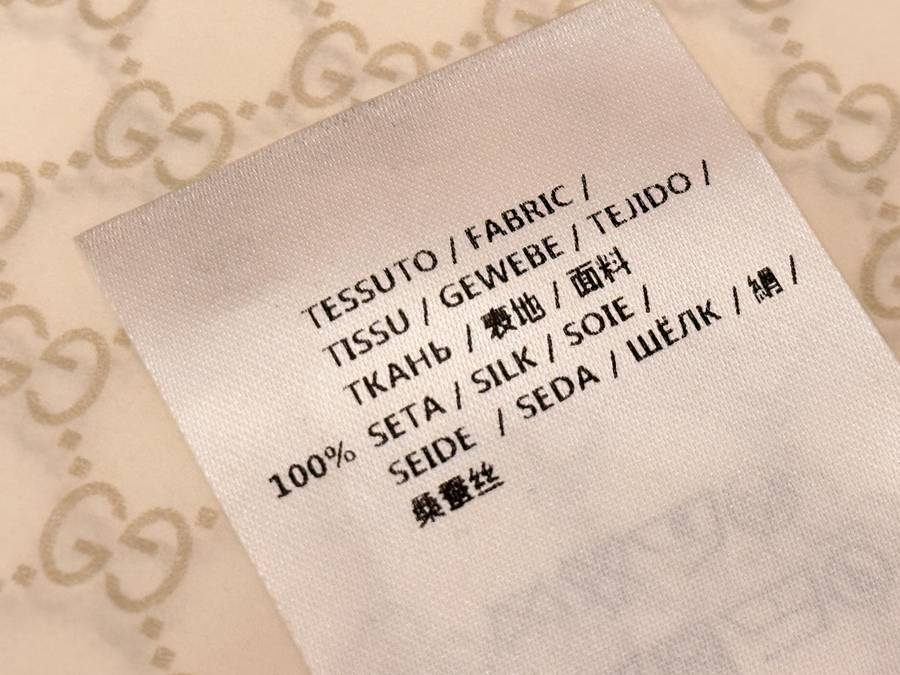 TESSUTO / FABRIC /
TISSU / GEWEBE / TEJIDO /
ТКАНЬ / 表地 / 面料
100% SETA / SILK / SOIE /
SEIDE / SEDA / ШЁЛК / 絹 /
桑蚕丝